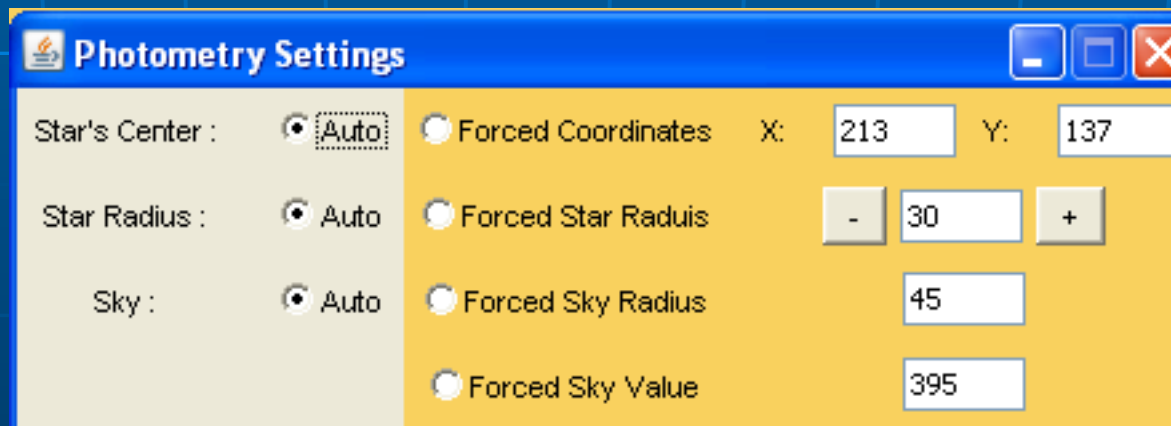 Photometry Settings
Star's Center : Auto Forced Coordinates X: 213 Y: 137
Star Radius : Auto Forced Star Raduis - 30 +
Sky : Auto Forced Sky Radius 45
Forced Sky Value 395